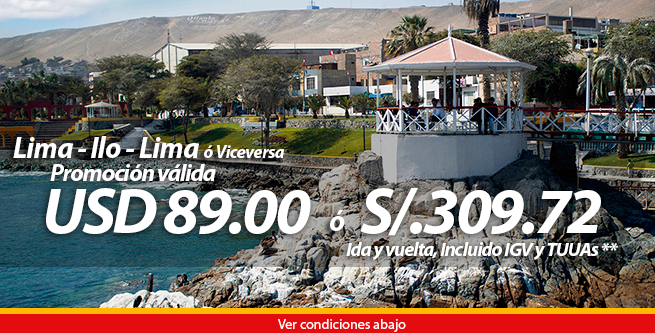 Lima - Ilo - Lima ó Viceversa
Promoción válida
USD 89.00 ó S/.309.72
Ida y vuelta, Incluido IGV y TUUAs **
Ver condiciones abajo